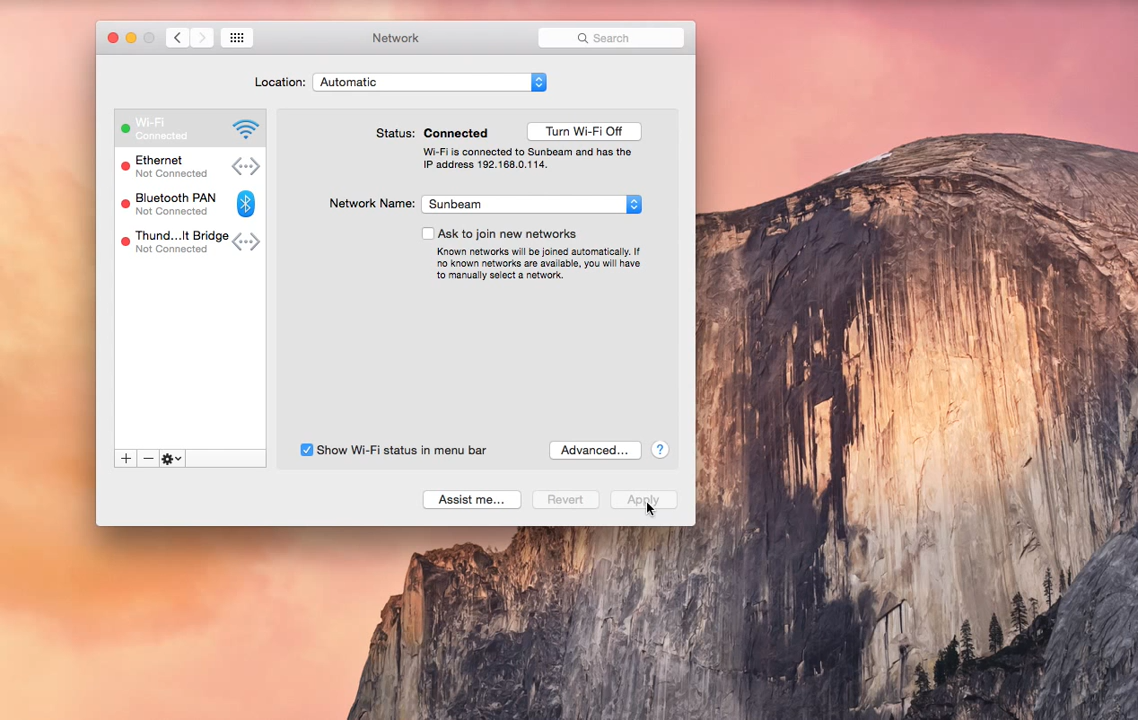 Network
Search
Location: Automatic
Wi-Fi
Connected
Ethernet
Not Connected
Bluetooth PAN
Not Connected
Thund...lt Bridge
Not Connected
Status: Connected
Turn Wi-Fi Off
Wi-Fi is connected to Sunbeam and has the
IP address 192.168.0.114.
Network Name: Sunbeam
Ask to join new networks
Known networks will be joined automatically. If
no known networks are available, you will have
to manually select a network.
Show Wi-Fi status in menu bar
Advanced...
?
Assist me...
Revert
Apply